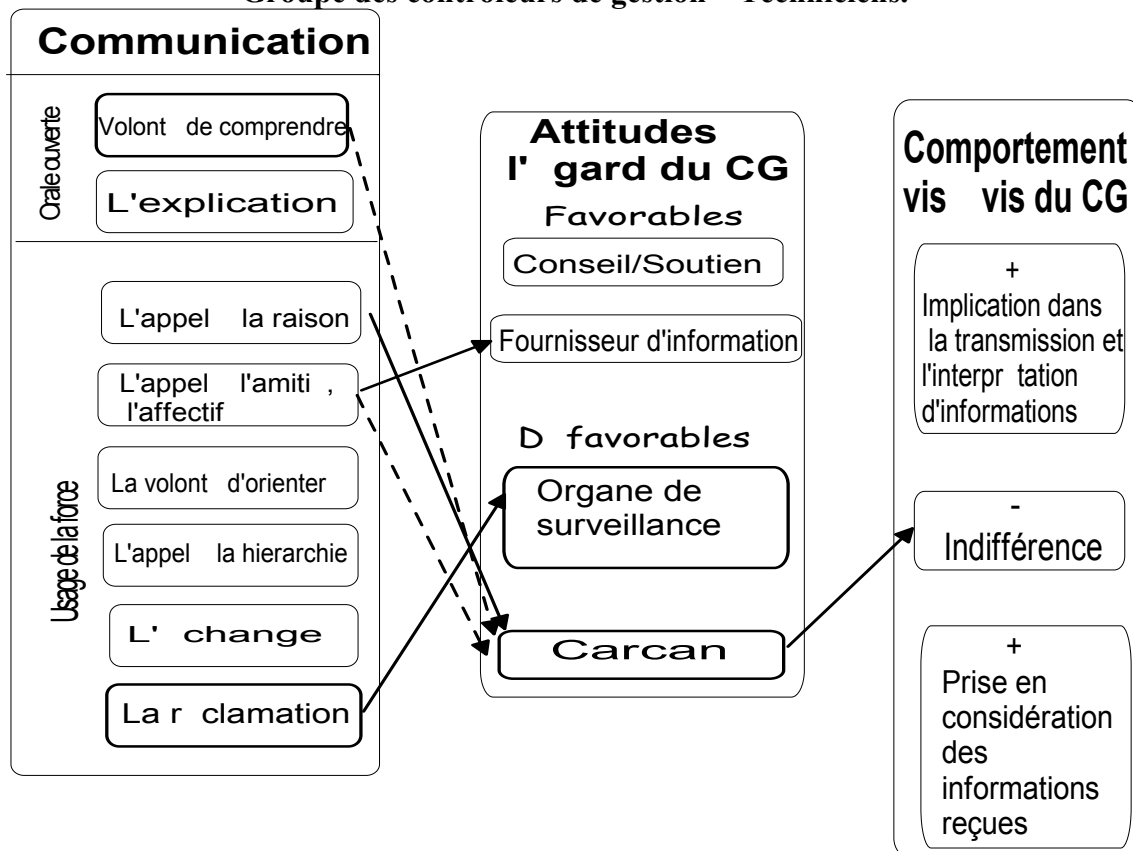 Groupe des contrôleurs de gestion " Techniciens.
Communication
Orale ouverte
Volont de comprendre
L'explication
Usage de la force
L'appel la raison
L'appel l'amiti ,
l'affectif
La volont d'orienter
L'appel la hierarchie
L' change
La r clamation
Attitudes
l' gard du CG
Favorables
Conseil/Soutien
Fournisseur d'information
D favorables
Organe de
surveillance
Carcan
Comportement
vis vis du CG
+
Implication dans
la transmission et
l'interpr tation
d'informations
-
Indifférence
+
Prise en
considération
des
informations
reçues